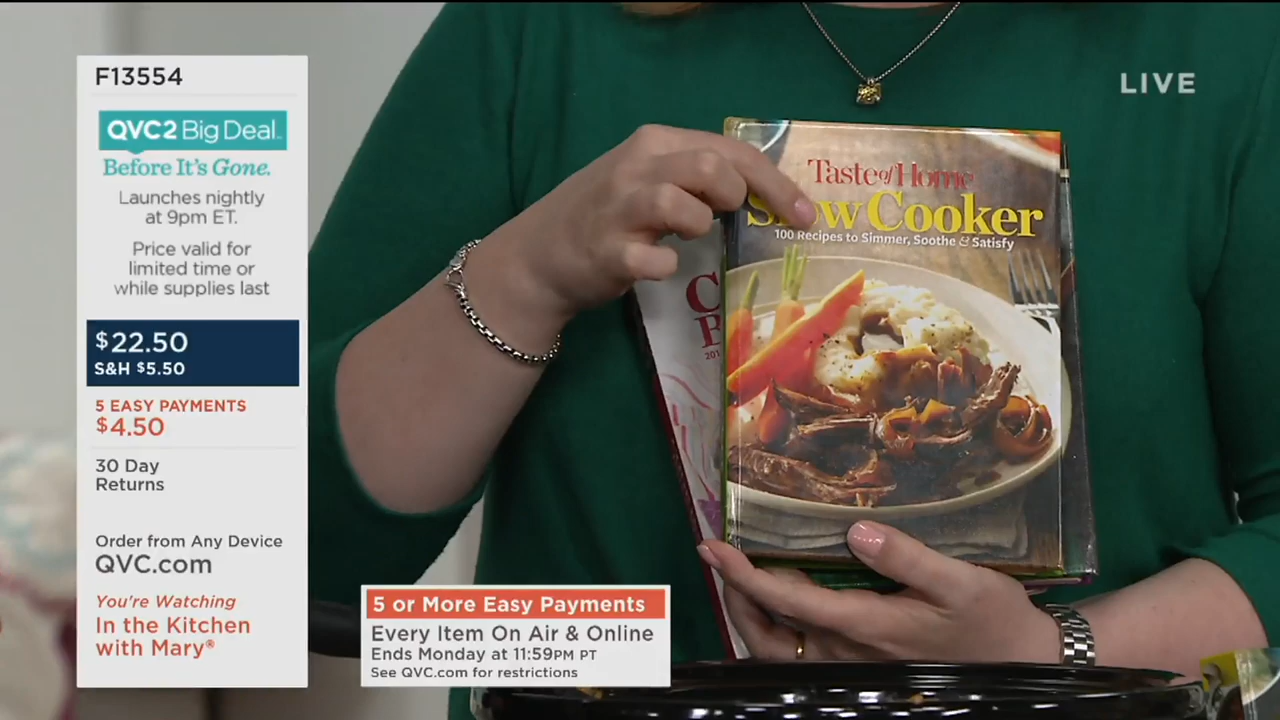 F13554
QVC2 Big Deal
Before It's Gone.
Launches nightly
at 9pm ET.
Price valid for
limited time or
while supplies last
$22.50
S&H $5.50
5 EASY PAYMENTS
$4.50
30 Day
Returns
Order from Any Device
QVC.com
You're Watching
In the Kitchen
with Mary®
5 or More Easy Payments
Every Item On Air & Online
Ends Monday at 11:59PM PT
See QVC.com for restrictions
LIVE
Taste of Home
Slow Cooker
100 Recipes to Simmer, Soothe & Satisfy
C
B
201